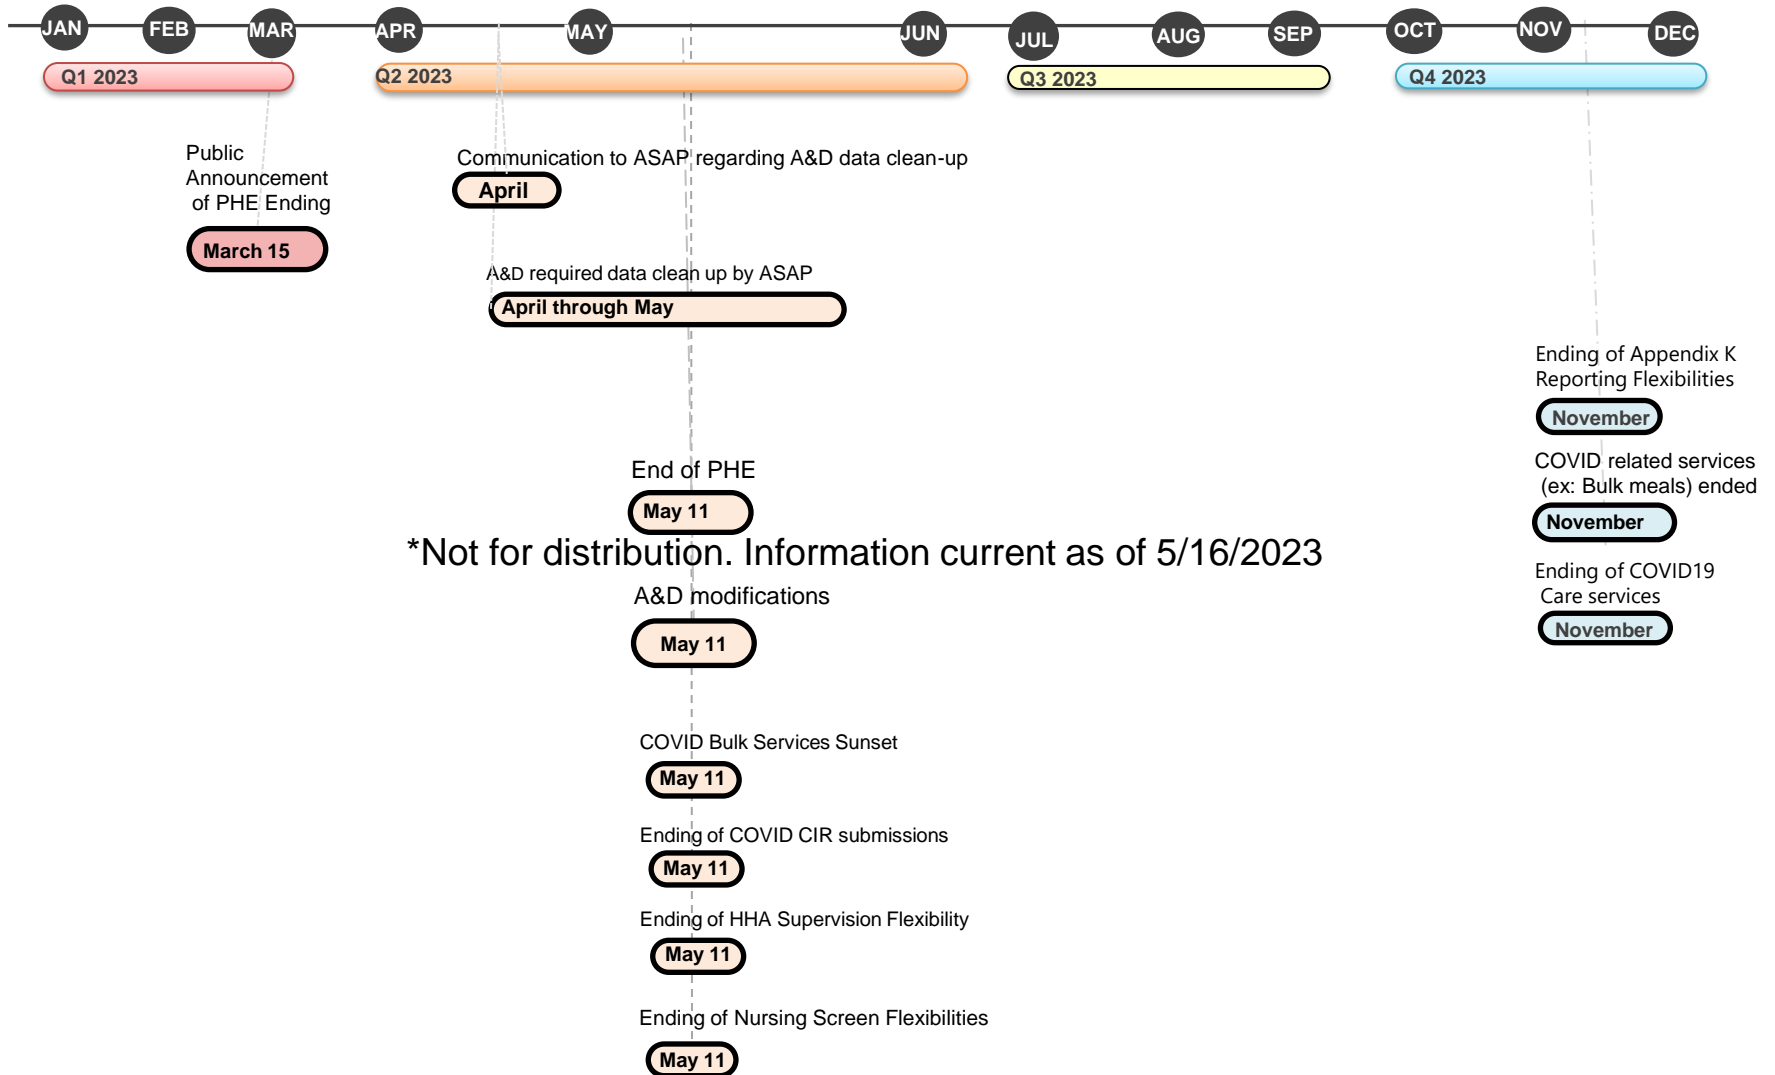 JAN FEB MAR APR MAY JUN JUL AUG SEP OCT NOV DEC
Q1 2023 Q2 2023 Q3 2023 Q4 2023
Public
Announcement
of PHE Ending
March 15
Communication to ASAP regarding A&D data clean-up
April
A&D required data clean up by ASAP
April through May
End of PHE
May 11
*Not for distribution. Information current as of 5/16/2023
A&D modifications
May 11
COVID Bulk Services Sunset
May 11
Ending of COVID CIR submissions
May 11
Ending of HHA Supervision Flexibility
May 11
Ending of Nursing Screen Flexibilities
May 11
Ending of Appendix K
Reporting Flexibilities
November
COVID related services
(ex: Bulk meals) ended
November
Ending of COVID19
Care services
November